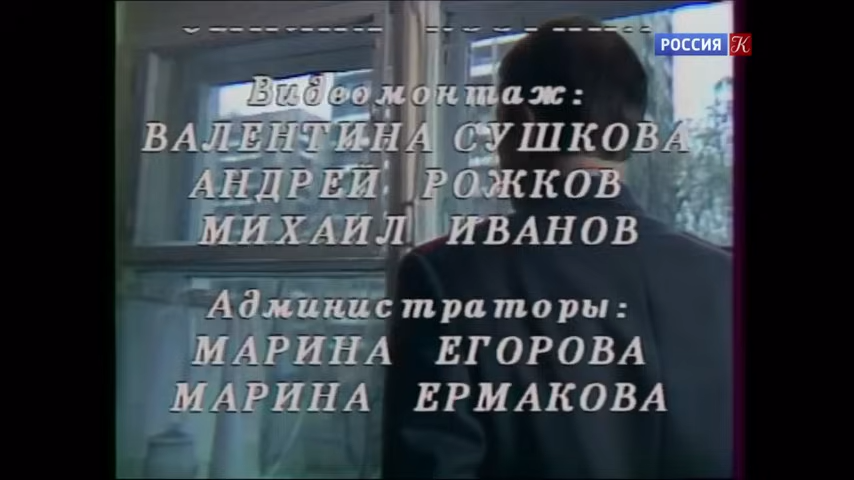 РОССИЯ К
Видеомонтаж:
ВАЛЕНТИНА СУШКОВА
АНДРЕЙ РОЖКОВ
МИХАИЛ ИВАНОВ
Администраторы:
МАРИНА ЕГОРОВА
МАРИНА ЕРМАКОВА